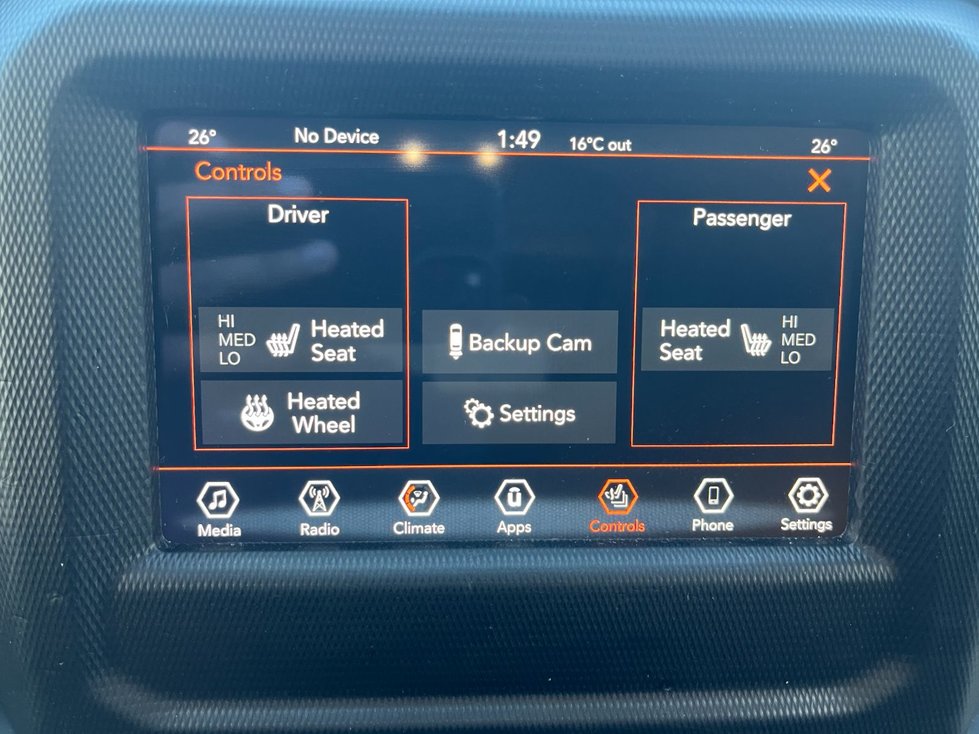 26° No Device 1:49 16°C out 26°
Controls
Driver
Passenger
HI
MED
LO
Heated
Seat
Backup Cam
Heated
Seat
HI
MED
LO
Heated
Wheel
Settings
Media Radio Climate Apps Controls Phone Settings